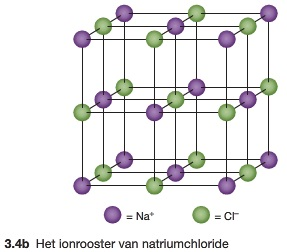 = Na⁺ = Cl⁻
3.4b Het ionrooster van natriumchloride